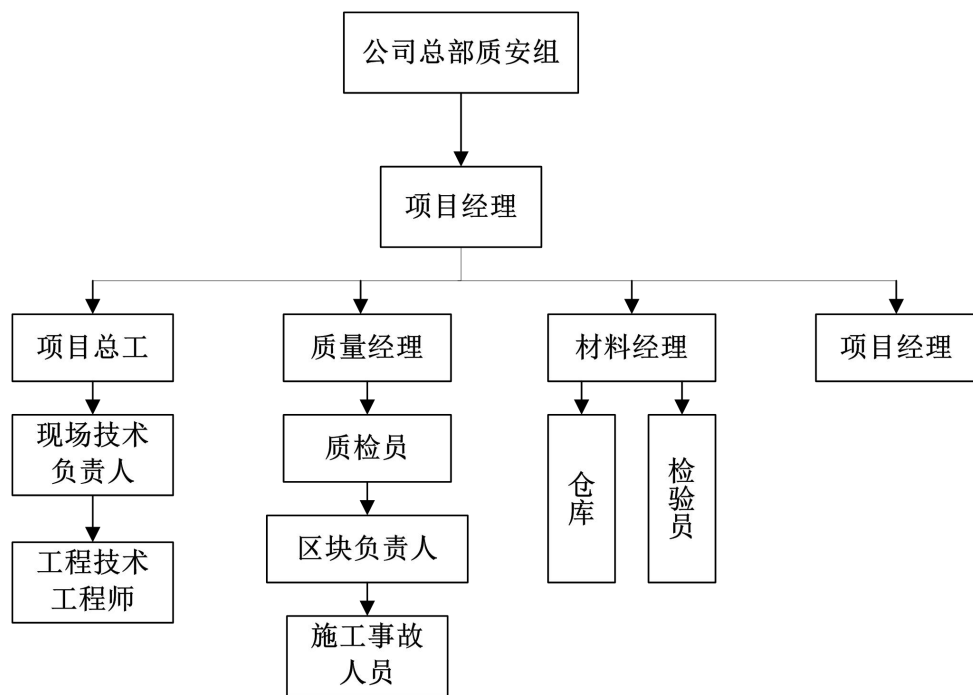 公司总部质安组
项目经理
项目总工
质量经理
材料经理
项目经理
现场技术
负责人
质检员
仓库
检验员
区块负责人
工程技术
工程师
施工事故
人员